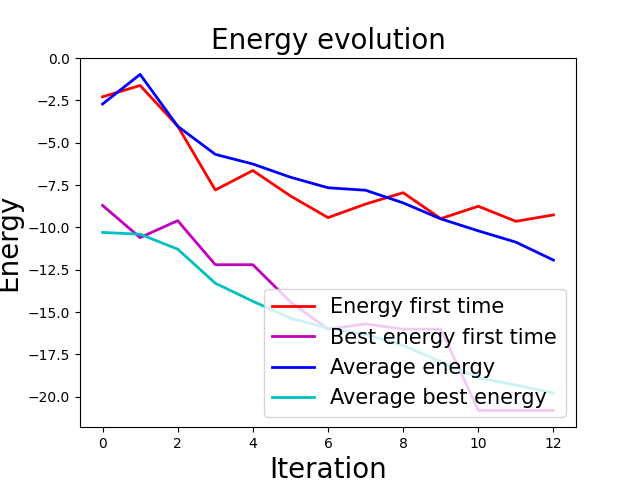 Energy evolution
0.0
−2.5
−5.0
−7.5
−10.0
−12.5
−15.0
−17.5
−20.0
Energy
Energy first time
Best energy first time
Average energy
Average best energy
0 2 4 6 8 10 12
Iteration